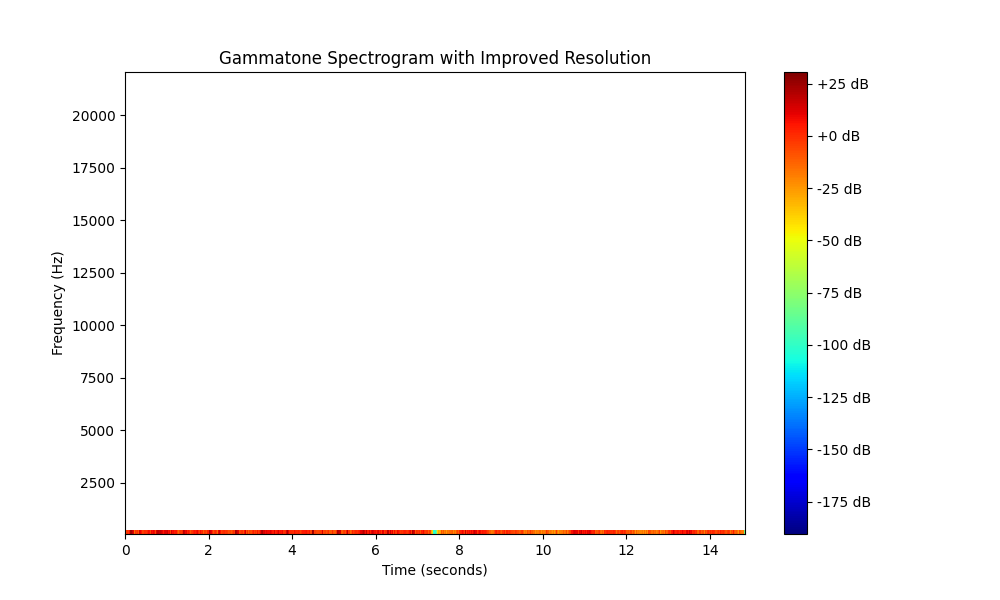 Gammatone Spectrogram with Improved Resolution
Frequency (Hz)
20000
17500
15000
12500
10000
7500
5000
2500
0 2 4 6 8 10 12 14
Time (seconds)
+25 dB
+0 dB
-25 dB
-50 dB
-75 dB
-100 dB
-125 dB
-150 dB
-175 dB